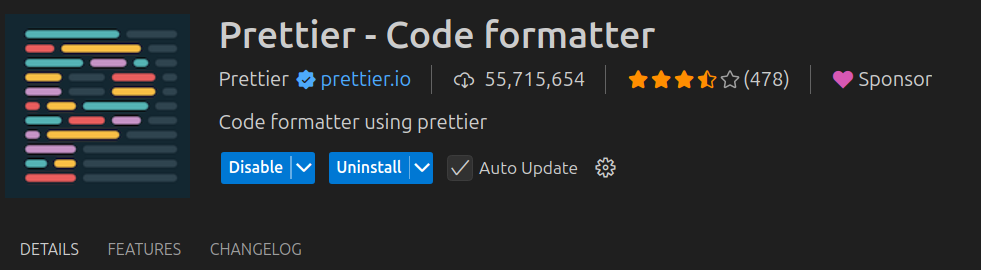 Prettier - Code formatter
Prettier prettier.io 55,715,654 (478) Sponsor
Code formatter using prettier
Disable Uninstall Auto Update
DETAILS FEATURES CHANGELOG